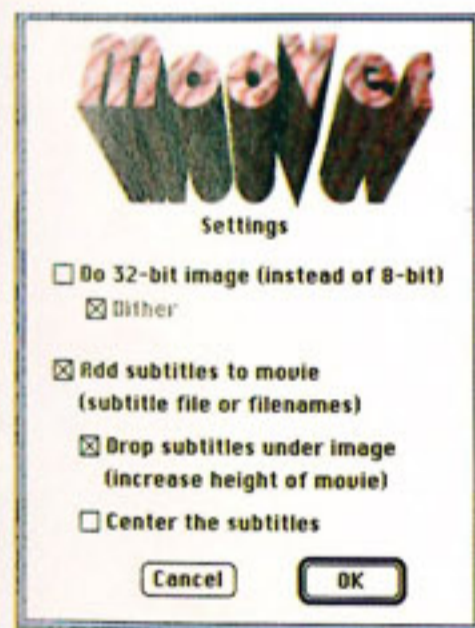 MooVer
Settings
Do 32-bit image (instead of 8-bit)
Dither
Add subtitles to movie
(subtitle file or filenames)
Drop subtitles under image
(increase height of movie)
Center the subtitles
Cancel
OK